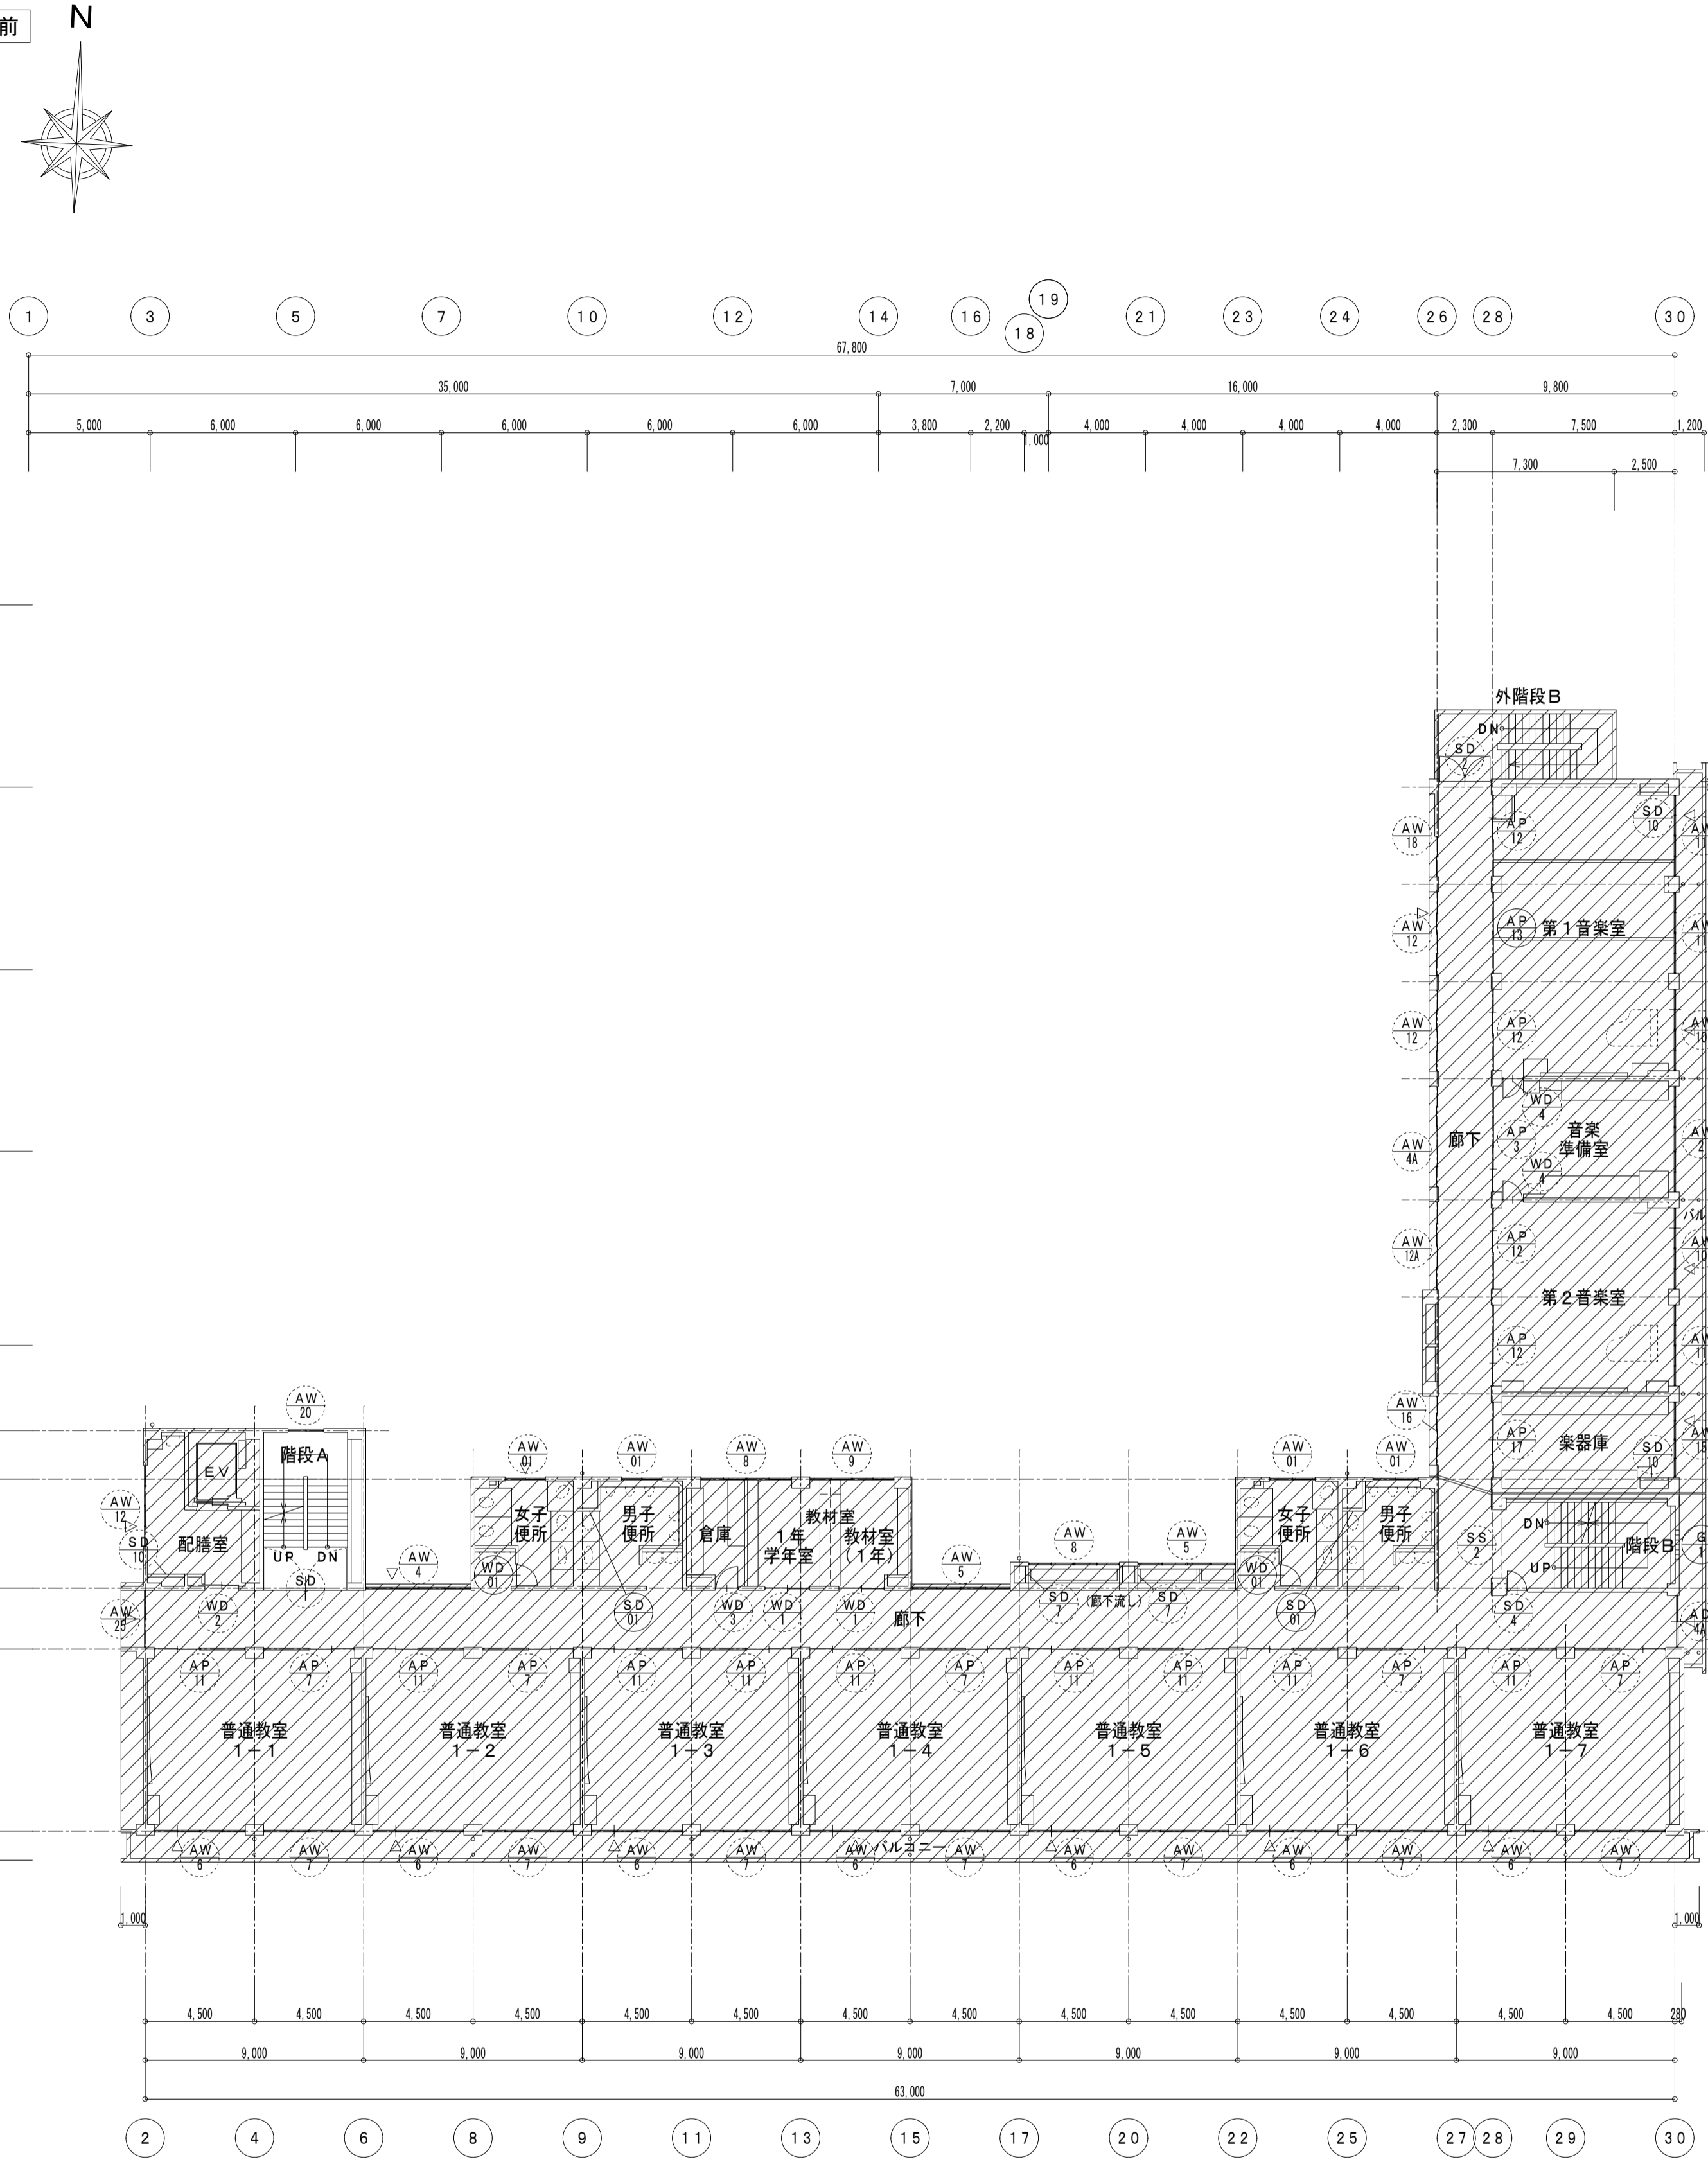 前
N
1 3 5 7 10 12 14 16 18 19 21 23 24 26 28 30
67,800
35,000 7,000 16,000 9,800
5,000 6,000 6,000 6,000 6,000 6,000 3,800 2,200 1,000 4,000 4,000 4,000 4,000 2,300 7,500 1,200
7,300 2,500
外階段B
DN
SD 2
AW 18
AP 12
SD 10
AW 12
AP 13
第1音楽室
AW 12
AP 12
WD 4
AW 4A
廊下
AP 3
音楽
準備室
WD 4
AW 12A
AP 12
第2音楽室
AP 12
AW 16
AP 17
楽器庫
SD 10
AW 20
階段A
EV
AW 12
SD 10
配膳室
UP DN
SD 1
AW 4
AW 01
AW 01
AW 8
AW 9
女子
便所
男子
便所
倉庫
1年
学年室
教材室
教材室
(1年)
WD 01
AW 5
AW 8
AW 5
AW 01
AW 01
女子
便所
男子
便所
WD 01
SS 2
DN
UP
階段B
AW 25
WD 2
SD 01
WD 3
WD 1
WD 1
廊下
SD 7
(廊下流し)
SD 7
SD 01
SD 4
AP 11 AP 7 AP 11 AP 7 AP 11 AP 11 AP 11 AP 7 AP 11 AP 11 AP 11 AP 7 AP 11 AP 7
普通教室 普通教室 普通教室 普通教室 普通教室 普通教室 普通教室
1-1 1-2 1-3 1-4 1-5 1-6 1-7
バルコニー
AW 6 AW 7 AW 6 AW 7 AW 6 AW 7 AW 6 AW 7 AW 6 AW 7 AW 6 AW 7 AW 6 AW 7
1,000 1,000
4,500 4,500 4,500 4,500 4,500 4,500 4,500 4,500 4,500 4,500 4,500 4,500 4,500 4,500 280
9,000 9,000 9,000 9,000 9,000 9,000 9,000
63,000
2 4 6 8 9 11 13 15 17 20 22 25 27 28 29 30